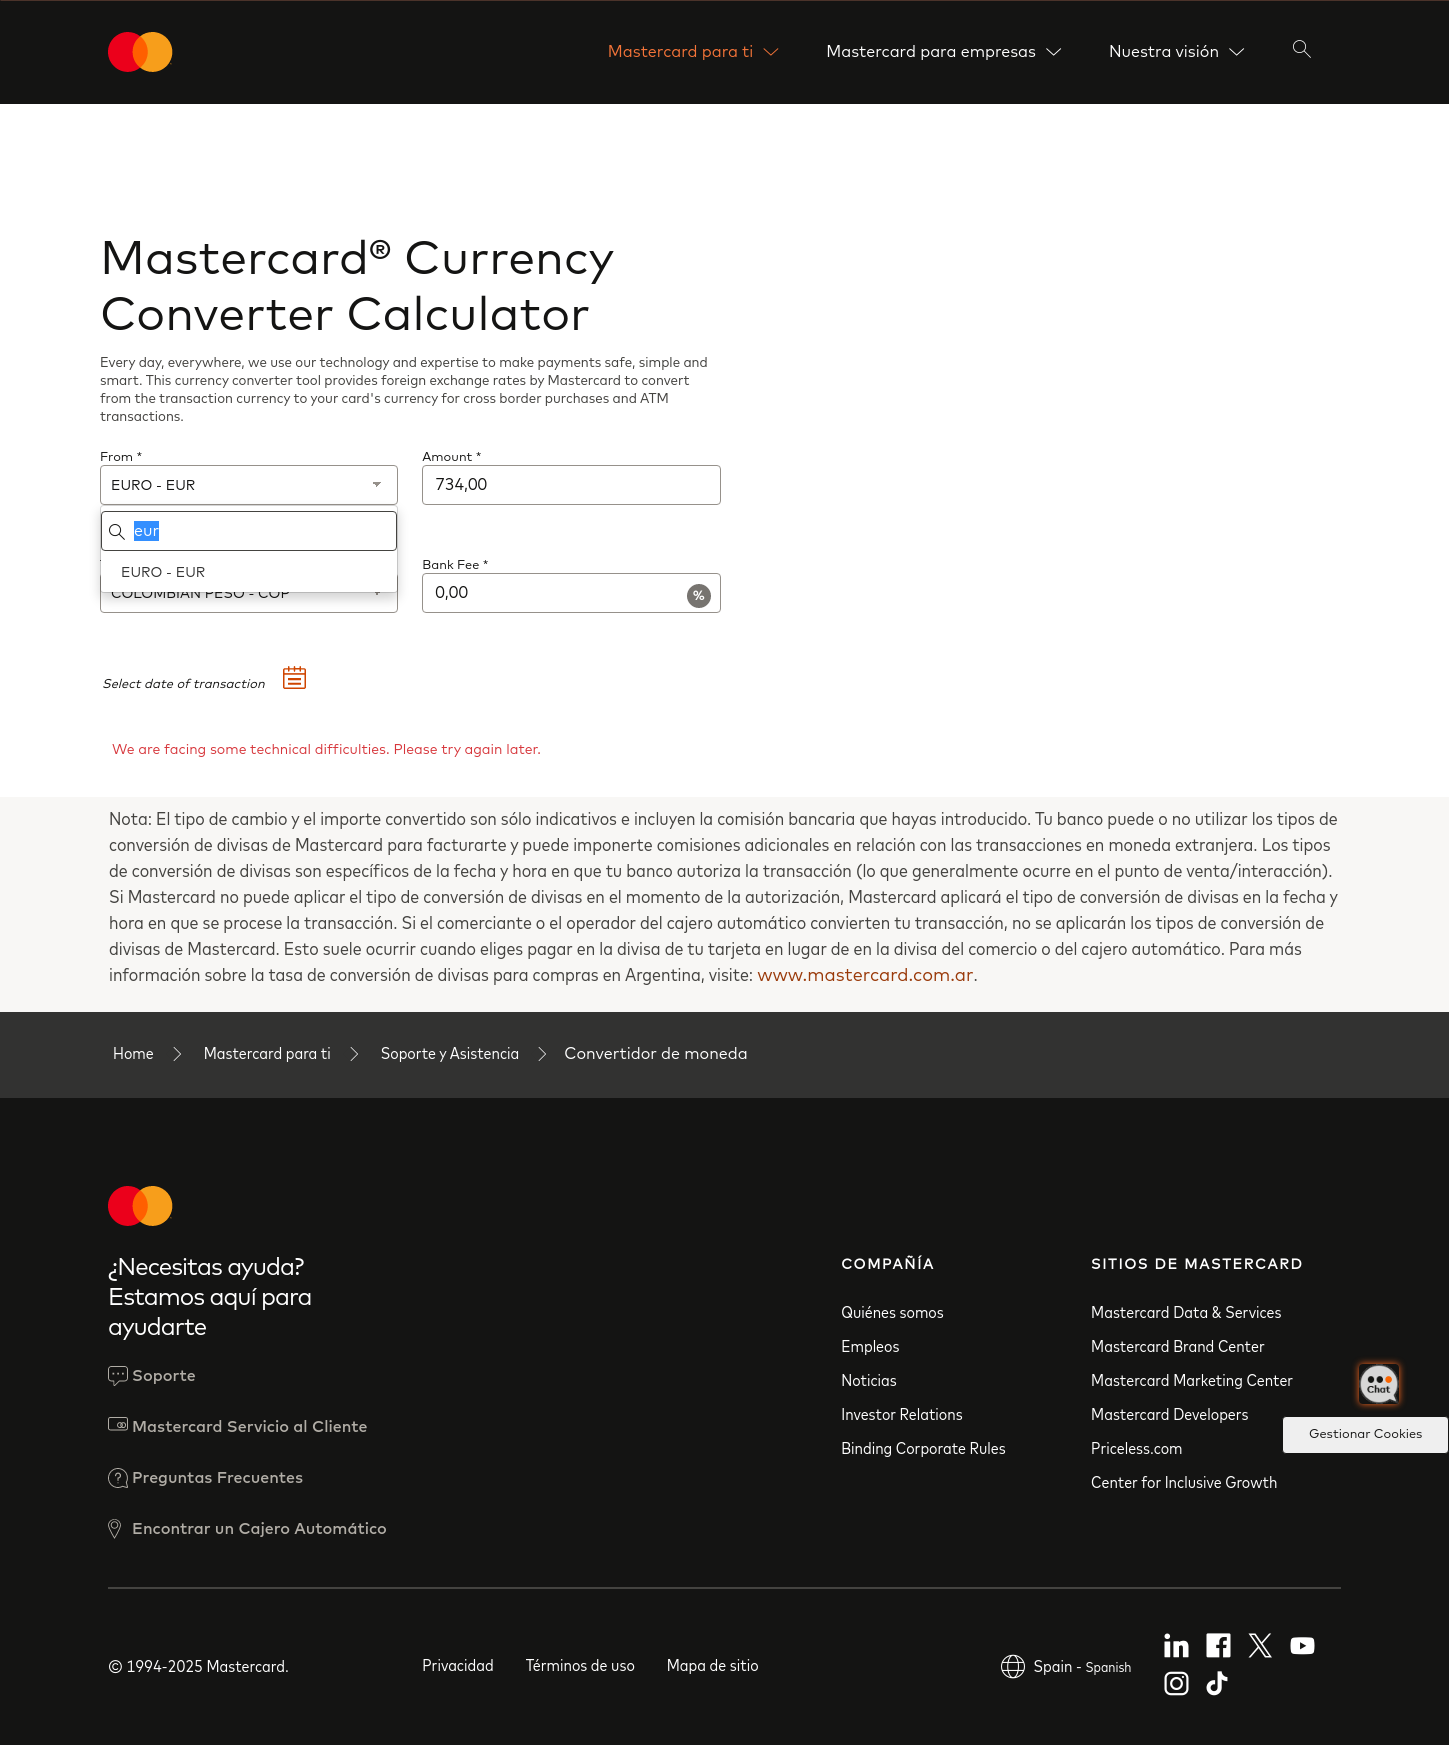 Mastercard para ti
Mastercard para empresas
Nuestra visión
Mastercard® Currency
Converter Calculator
Every day, everywhere, we use our technology and expertise to make payments safe, simple and
smart. This currency converter tool provides foreign exchange rates by Mastercard to convert
from the transaction currency to your card's currency for cross border purchases and ATM
transactions.
From *
Amount *
EURO - EUR
734,00
eur
EURO - EUR
Bank Fee *
COLOMBIAN PESO - COP
0,00
%
Select date of transaction
We are facing some technical difficulties. Please try again later.
Nota: El tipo de cambio y el importe convertido son sólo indicativos e incluyen la comisión bancaria que hayas introducido. Tu banco puede o no utilizar los tipos de
conversión de divisas de Mastercard para facturarte y puede imponerte comisiones adicionales en relación con las transacciones en moneda extranjera. Los tipos
de conversión de divisas son específicos de la fecha y hora en que tu banco autoriza la transacción (lo que generalmente ocurre en el punto de venta/interacción).
Si Mastercard no puede aplicar el tipo de conversión de divisas en el momento de la autorización, Mastercard aplicará el tipo de conversión de divisas en la fecha y
hora en que se procese la transacción. Si el comerciante o el operador del cajero automático convierten tu transacción, no se aplicarán los tipos de conversión de
divisas de Mastercard. Esto suele ocurrir cuando eliges pagar en la divisa de tu tarjeta en lugar de en la divisa del comercio o del cajero automático. Para más
información sobre la tasa de conversión de divisas para compras en Argentina, visite: www.mastercard.com.ar.
Home
Mastercard para ti
Soporte y Asistencia
Convertidor de moneda
¿Necesitas ayuda?
Estamos aquí para
ayudarte
Soporte
Mastercard Servicio al Cliente
Preguntas Frecuentes
Encontrar un Cajero Automático
COMPAÑÍA
Quiénes somos
Empleos
Noticias
Investor Relations
Binding Corporate Rules
SITIOS DE MASTERCARD
Mastercard Data & Services
Mastercard Brand Center
Mastercard Marketing Center
Mastercard Developers
Priceless.com
Center for Inclusive Growth
Chat
Gestionar Cookies
© 1994-2025 Mastercard.
Privacidad
Términos de uso
Mapa de sitio
Spain - Spanish